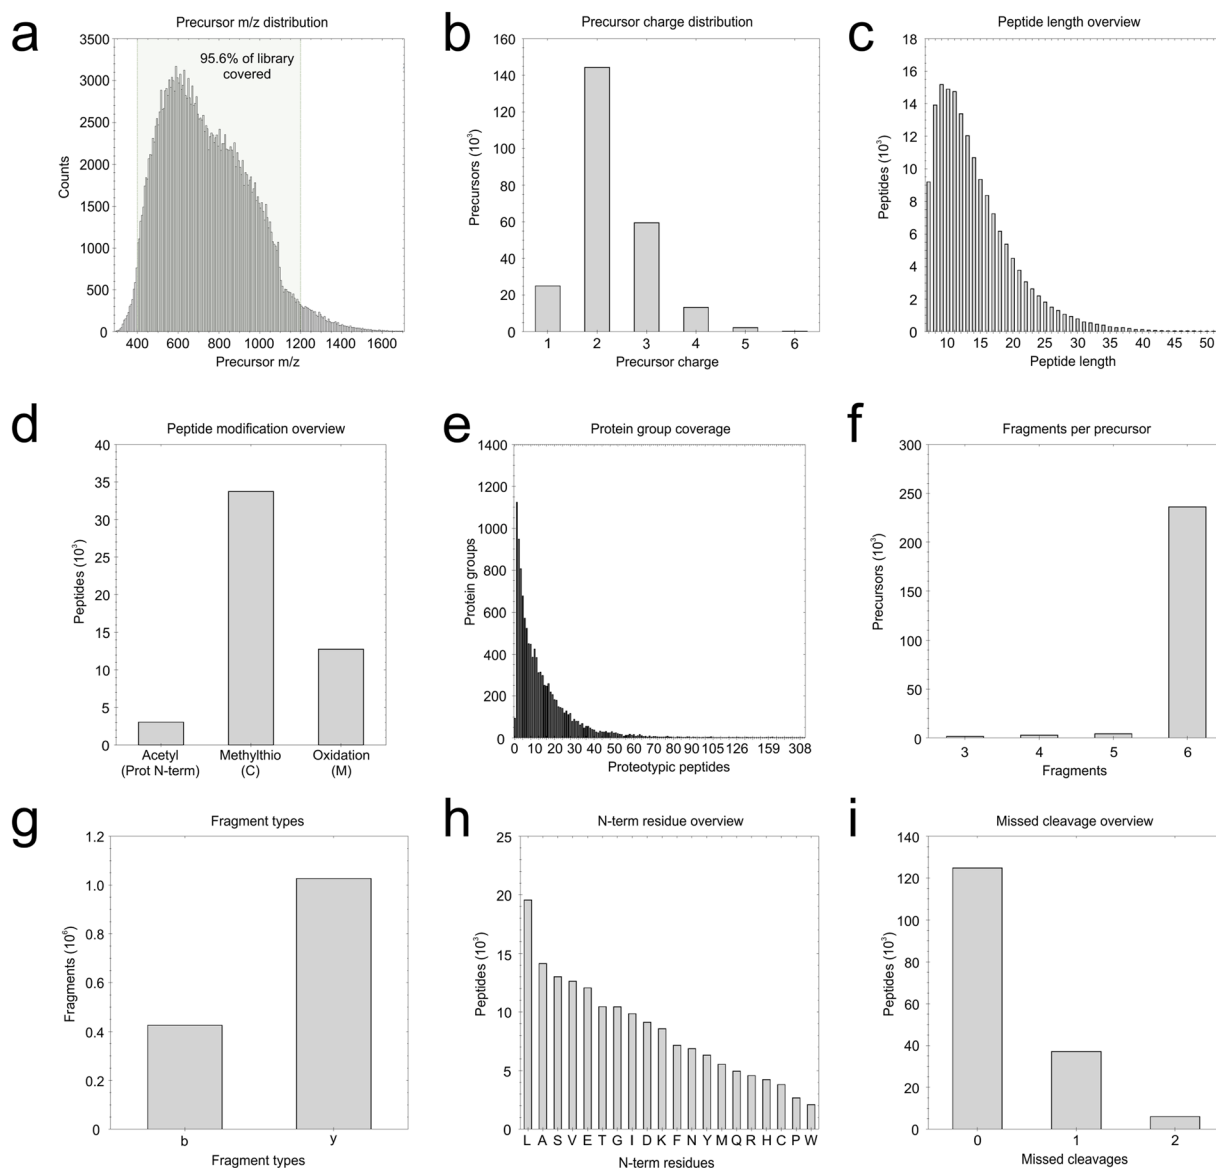 a
Precursor m/z distribution
3500
3000
2500
2000
1500
1000
500
0
Counts
95.6% of library
covered
400 600 800 1000 1200 1400 1600
Precursor m/z
b
Precursor charge distribution
160
140
120
100
80
60
40
20
0
Precursors (10³)
1 2 3 4 5 6
Precursor charge
c
Peptide length overview
18
16
14
12
10
8
6
4
2
0
Peptides (10³)
10 15 20 25 30 35 40 45 50
Peptide length
d
Peptide modification overview
40
35
30
25
20
15
10
5
0
Peptides (10³)
Acetyl Methylthio Oxidation
(Prot N-term) (C) (M)
e
Protein group coverage
1400
1200
1000
800
600
400
200
0
Protein groups
0 10 20 30 40 50 60 70 80 90 105 126 159 308
Proteotypic peptides
f
Fragments per precursor
300
250
200
150
100
50
0
Precursors (10³)
3 4 5 6
Fragments
g
Fragment types
1.2
1.0
0.8
0.6
0.4
0.2
0
Fragments (10⁶)
b y
Fragment types
h
N-term residue overview
25
20
15
10
5
0
Peptides (10³)
L A S V E T G I D K F N Y M Q R H C P W
N-term residues
i
Missed cleavage overview
140
120
100
80
60
40
20
0
Peptides (10³)
0 1 2
Missed cleavages